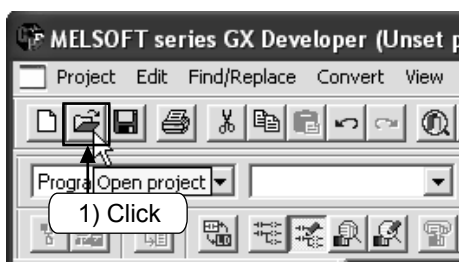 MELSOFT series GX Developer (Unset p
Project Edit Find/Replace Convert View
Progra Open project
1) Click